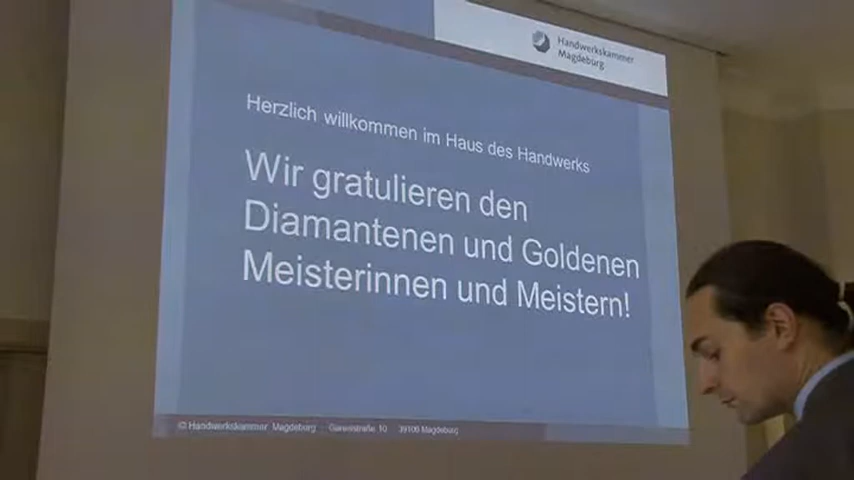 Handwerkskammer
Magdeburg
Herzlich willkommen im Haus des Handwerks
Wir gratulieren den
Diamantenen und Goldenen
Meisterinnen und Meistern!
© Handwerkskammer Magdeburg 10 39106 Magdeburg